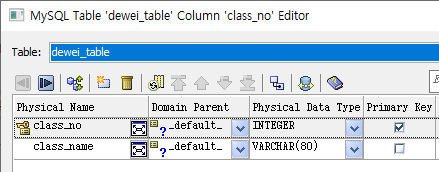 MySQL Table 'dewei_table' Column 'class_no' Editor
Table: dewei_table
Physical Name Domain Parent Physical Data Type Primary Key
class_no _default_ INTEGER
class_name _default_ VARCHAR(80)